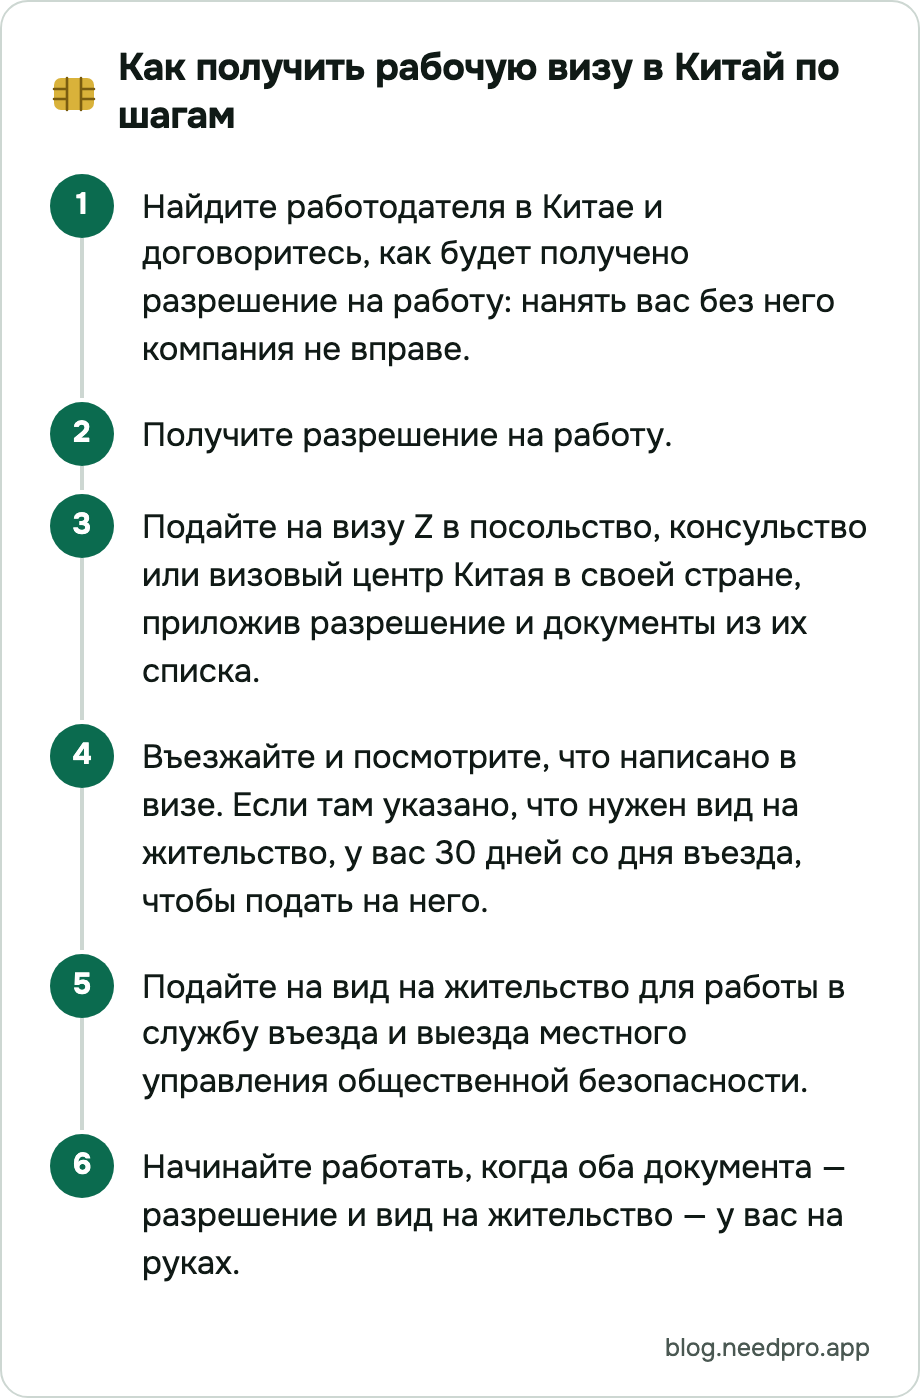 Как получить рабочую визу в Китай по
шагам
1
Найдите работодателя в Китае и
договоритесь, как будет получено
разрешение на работу: нанять вас без него
компания не вправе.
2
Получите разрешение на работу.
3
Подайте на визу Z в посольство, консульство
или визовый центр Китая в своей стране,
приложив разрешение и документы из их
списка.
4
Въезжайте и посмотрите, что написано в
визе. Если там указано, что нужен вид на
жительство, у вас 30 дней со дня въезда,
чтобы подать на него.
5
Подайте на вид на жительство для работы в
службу въезда и выезда местного
управления общественной безопасности.
6
Начинайте работать, когда оба документа —
разрешение и вид на жительство — у вас на
руках.
blog.needpro.app